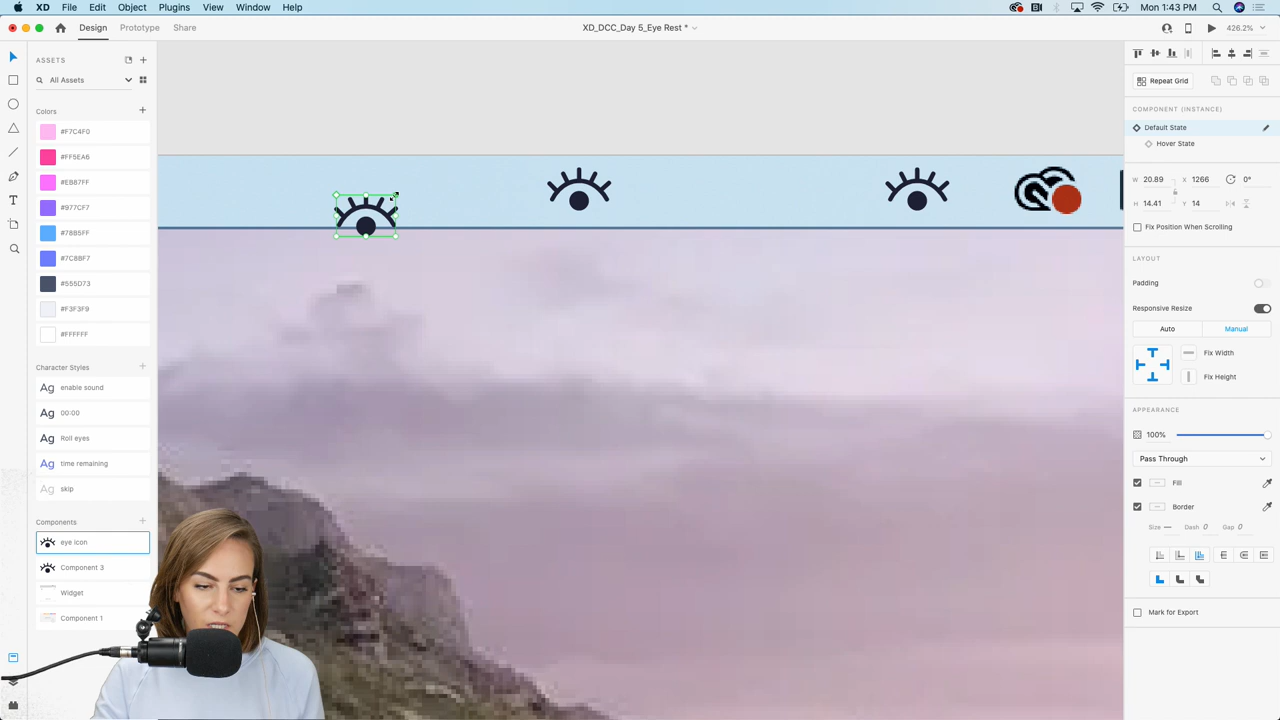 XD File Edit Object Plugins View Window Help Mon 1:43 PM
Design Prototype Share XD_DCC_Day 5_Eye Rest * 426.2%
ASSETS
All Assets
Colors
#F7C4F0
#FF5EA6
#EB87FF
#977CF7
#78B5FF
#7C8BF7
#555D73
#F3F3F9
#FFFFFF
Character Styles
Ag enable sound
Ag 00:00
Ag Roll eyes
Ag time remaining
Ag skip
Components
eye icon
Component 3
Widget
Component 1
Repeat Grid
COMPONENT (INSTANCE)
Default State
Hover State
W 20.89 X 1266 0°
H 14.41 Y 14
Fix Position When Scrolling
LAYOUT
Padding
Responsive Resize
Auto Manual
Fix Width
Fix Height
APPEARANCE
100%
Pass Through
Fill
Border
Size — Dash 0 Gap 0
Mark for Export